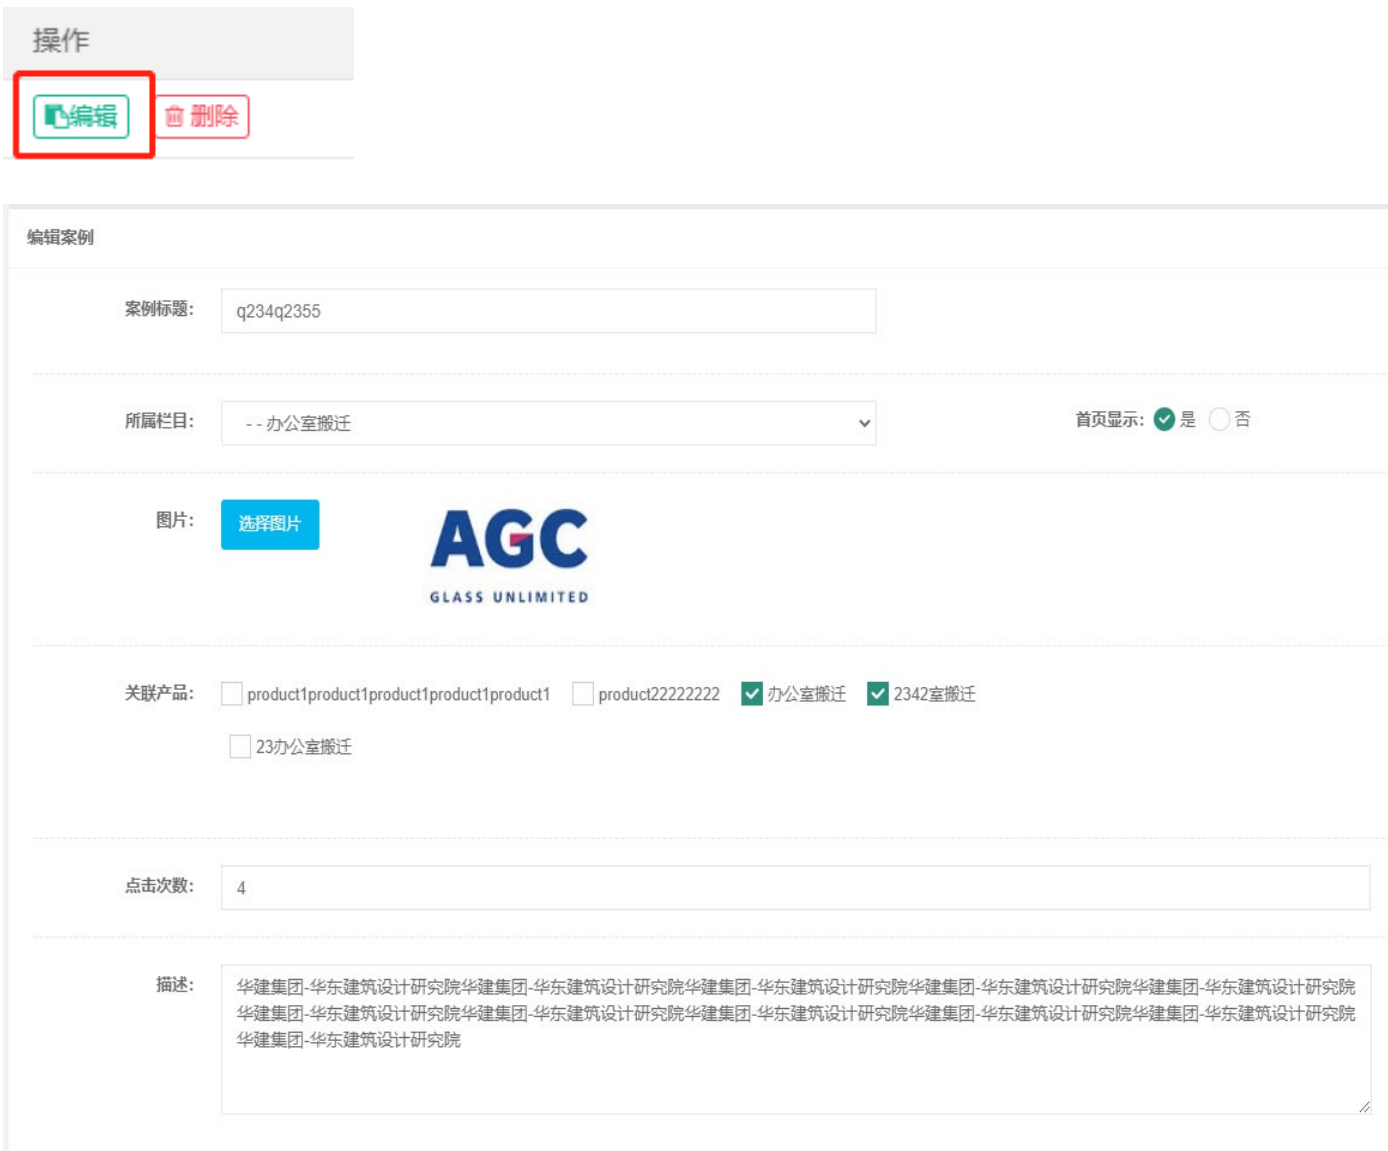 操作
编辑 删除
编辑案例
案例标题： q234q2355
所属栏目： - - 办公室搬迁 首页显示： 是 否
图片： 选择图片 AGC
GLASS UNLIMITED
关联产品： product1product1product1product1product1 product22222222 办公室搬迁 2342室搬迁
23办公室搬迁
点击次数： 4
描述： 华建集团-华东建筑设计研究院华建集团-华东建筑设计研究院华建集团-华东建筑设计研究院华建集团-华东建筑设计研究院华建集团-华东建筑设计研究院
华建集团-华东建筑设计研究院华建集团-华东建筑设计研究院华建集团-华东建筑设计研究院华建集团-华东建筑设计研究院华建集团-华东建筑设计研究院
华建集团-华东建筑设计研究院